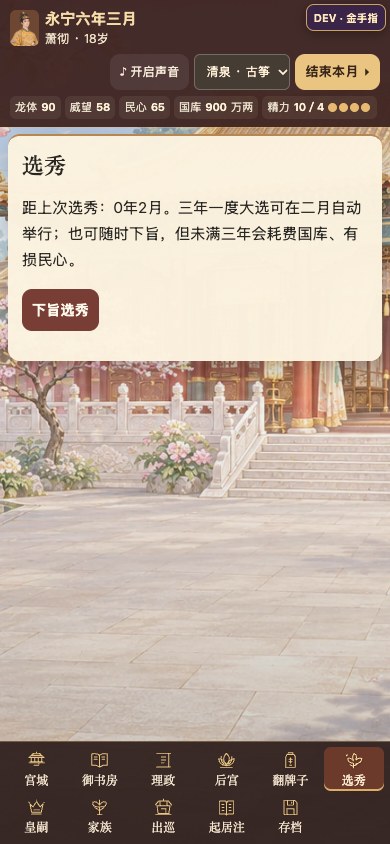 永宁六年三月
萧彻 · 18岁
DEV · 金手指
♪ 开启声音
清泉 · 古筝
结束本月
龙体 90
威望 58
民心 65
国库 900 万两
精力 10 / 4
选秀
距上次选秀：0年2月。三年一度大选可在二月自动
举行；也可随时下旨，但未满三年会耗费国库、有
损民心。
下旨选秀
宫城
御书房
理政
后宫
翻牌子
选秀
皇嗣
家族
出巡
起居注
存档